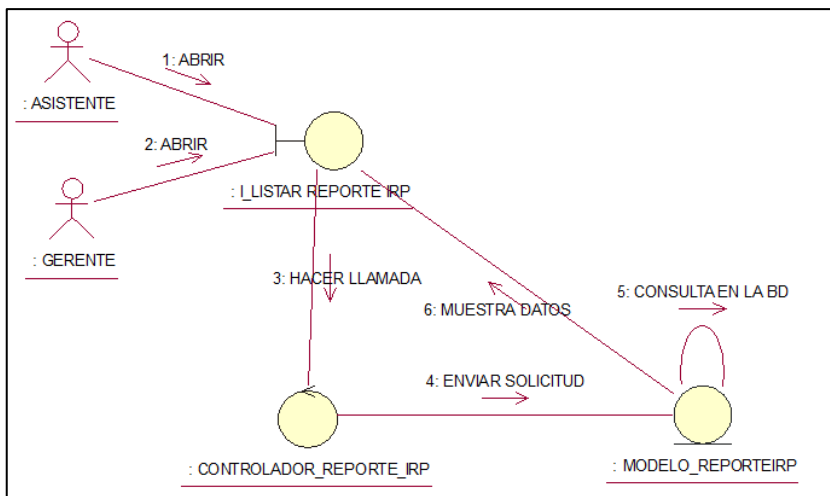 1: ABRIR
: ASISTENTE
2: ABRIR
: I_LISTAR REPORTE IRP
: GERENTE
3: HACER LLAMADA
5: CONSULTA EN LA BD
6: MUESTRA DATOS
4: ENVIAR SOLICITUD
: CONTROLADOR_REPORTE_IRP
: MODELO_REPORTEIRP